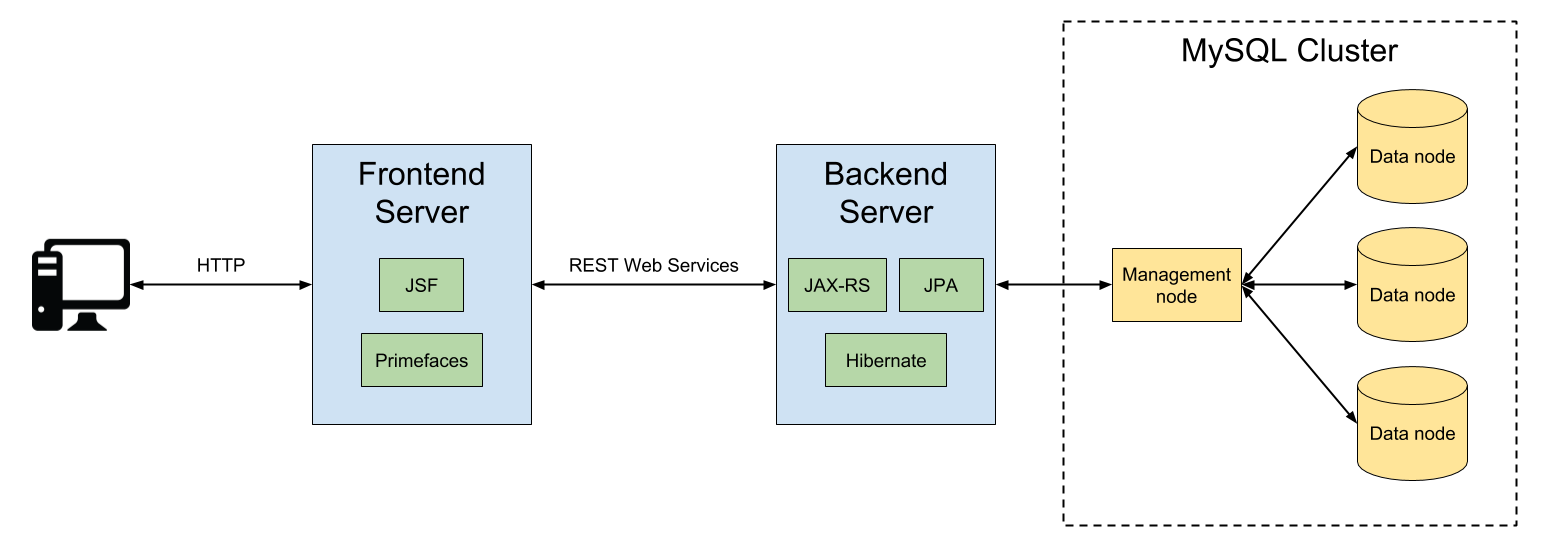 MySQL Cluster
Frontend
Server
Backend
Server
Data node
HTTP
REST Web Services
JSF
JAX-RS
JPA
Management
node
Data node
Primefaces
Hibernate
Data node